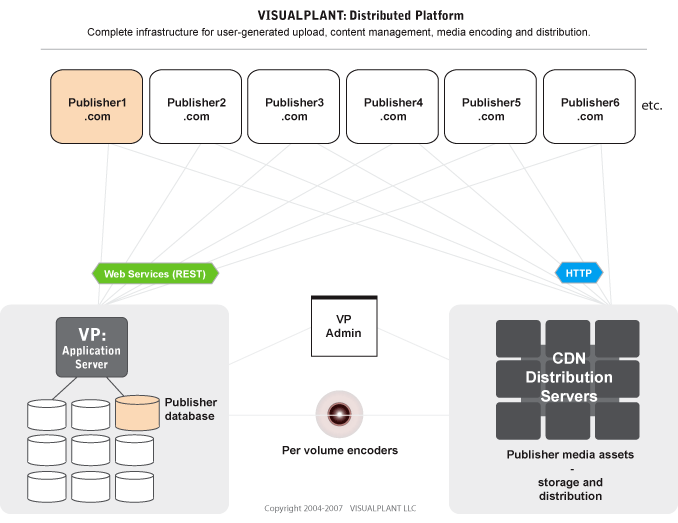 VISUALPLANT: Distributed Platform
Complete infrastructure for user-generated upload, content management, media encoding and distribution.
Publisher1
.com
Publisher2
.com
Publisher3
.com
Publisher4
.com
Publisher5
.com
Publisher6
.com
etc.
Web Services (REST)
HTTP
VP:
Application
Server
Publisher
database
VP
Admin
Per volume encoders
CDN
Distribution
Servers
Publisher media assets
-
storage and
distribution
Copyright 2004-2007 VISUALPLANT LLC